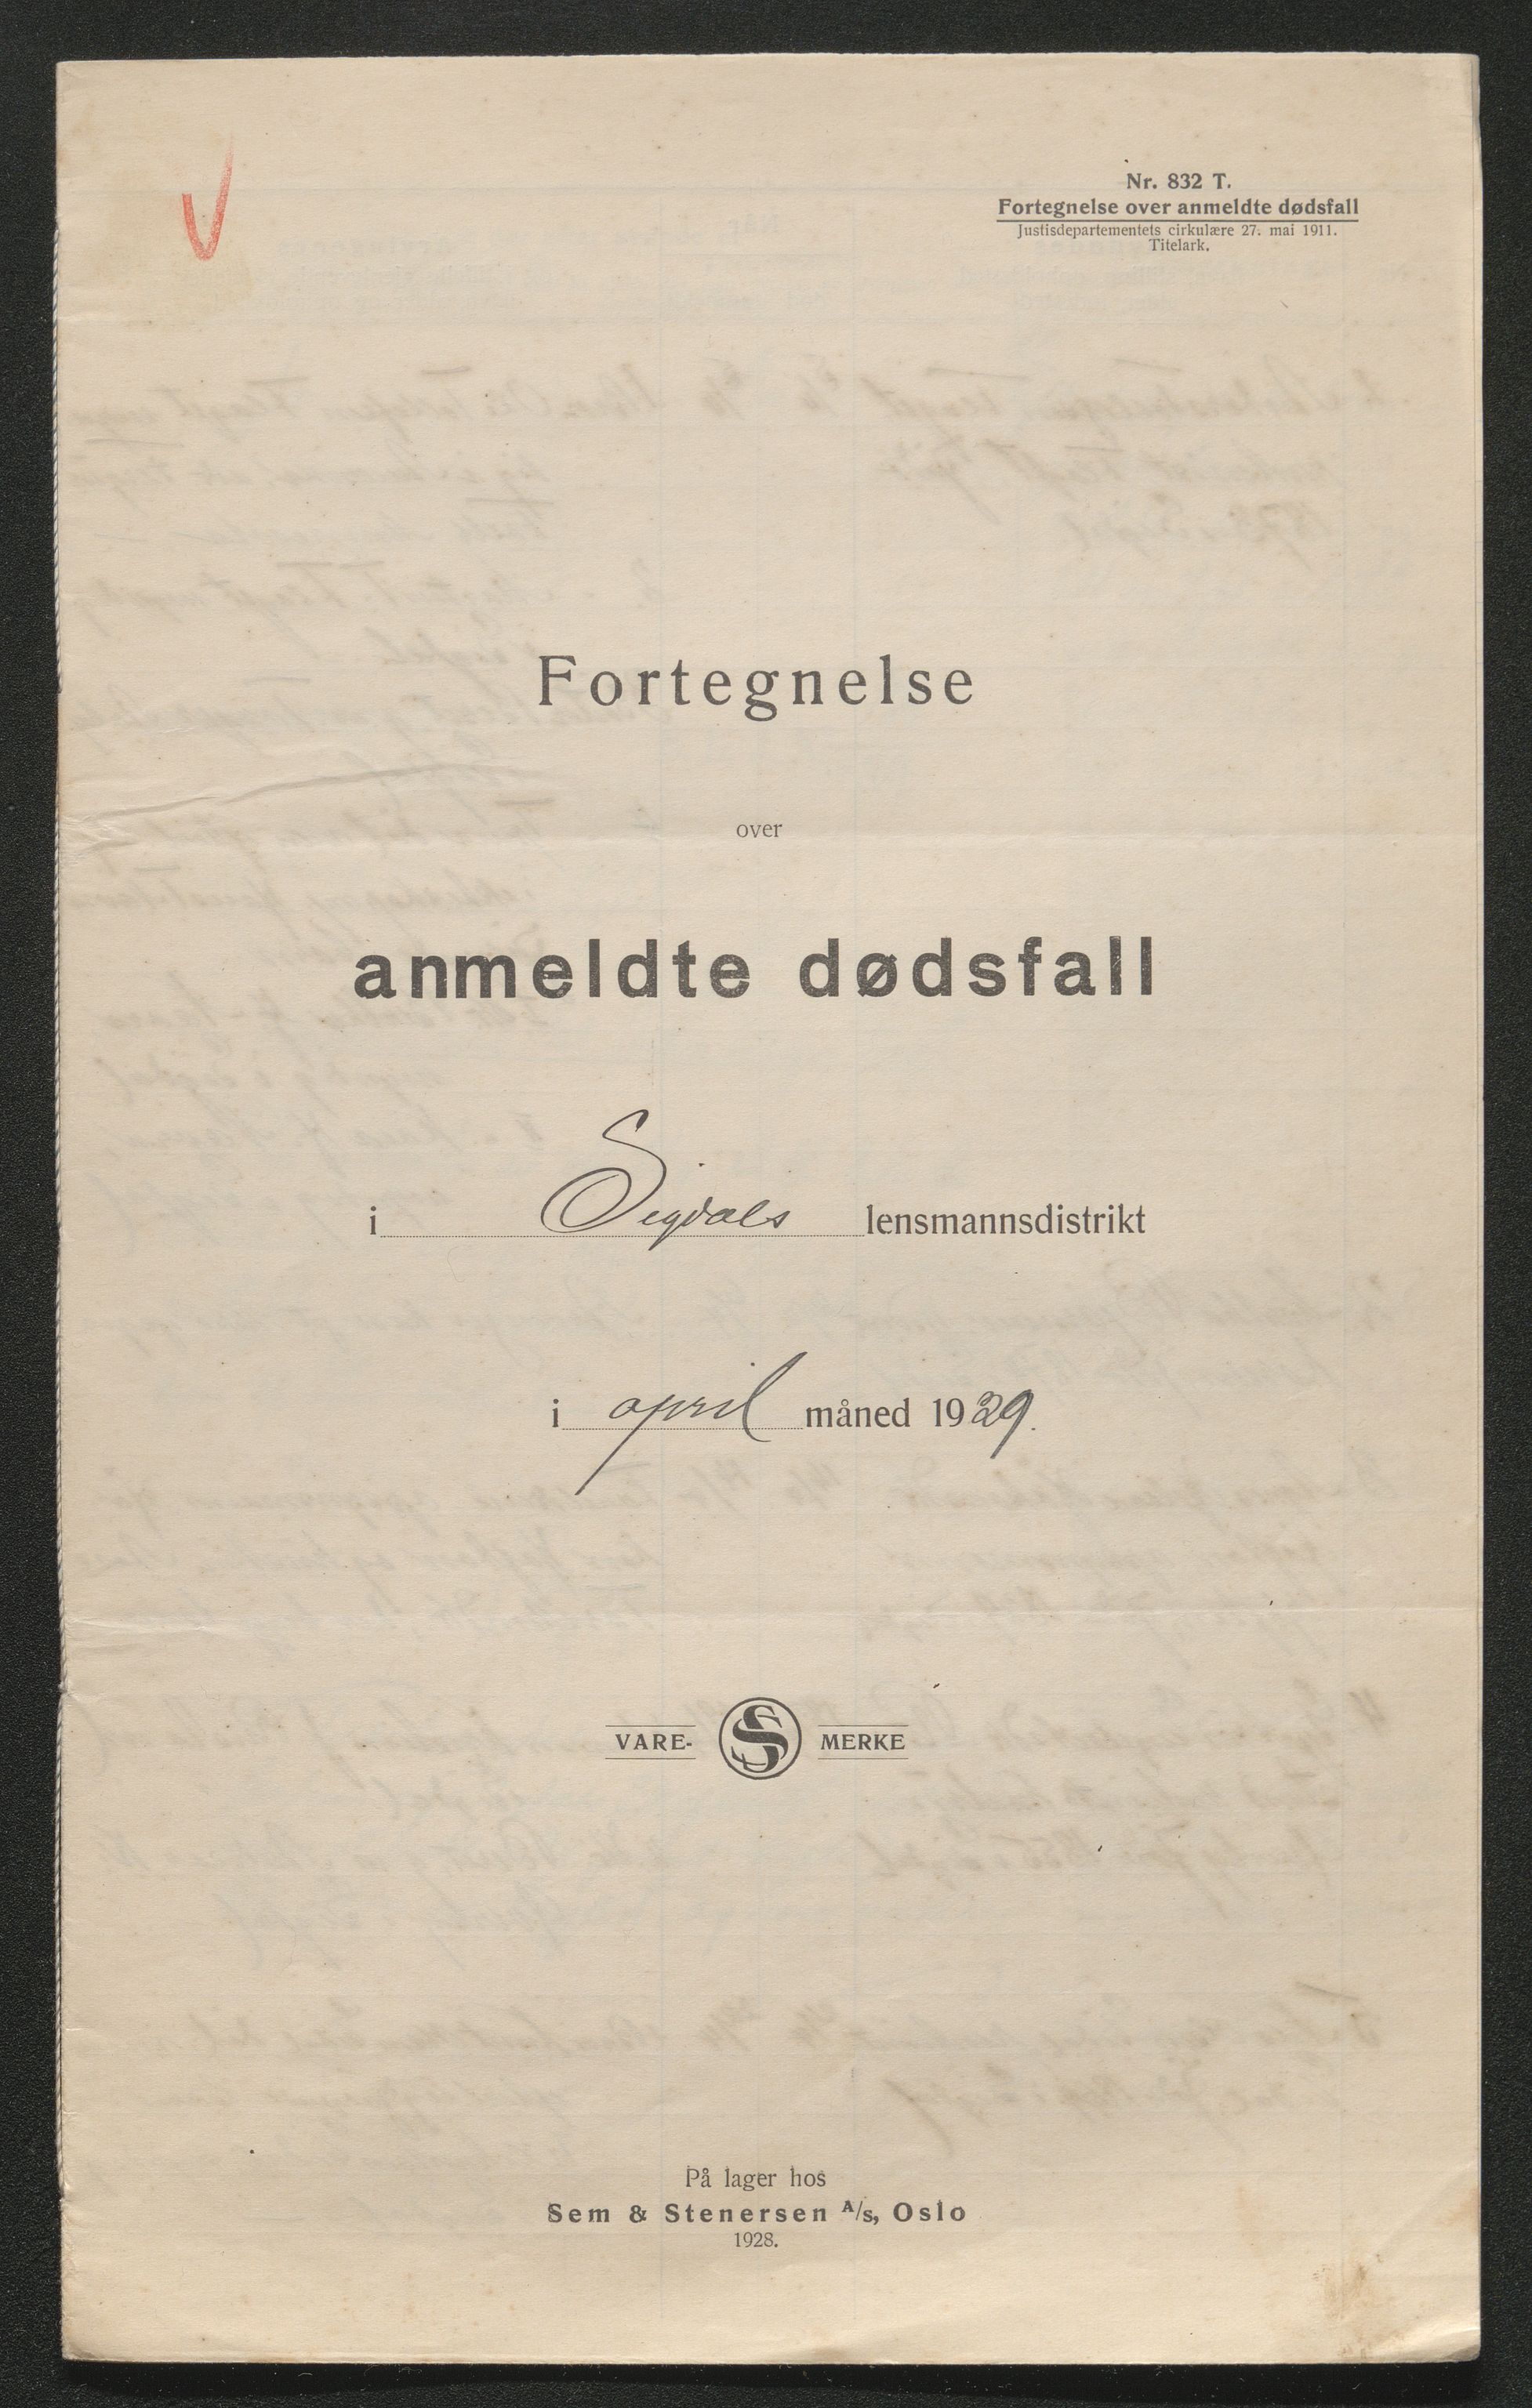 Nr. 832 T.
Fortegnelse over anmeldte dødsfall
Justisdepartementets cirkulære 27. mai 1911.
Titelark.
Fortegnelse
over
anmeldte dødsfall
i Sigdals lensmannsdistrikt
i april måned 1929.
VARE- SS MERKE
På lager hos
Sem & Stenersen A/s, Oslo
1928.